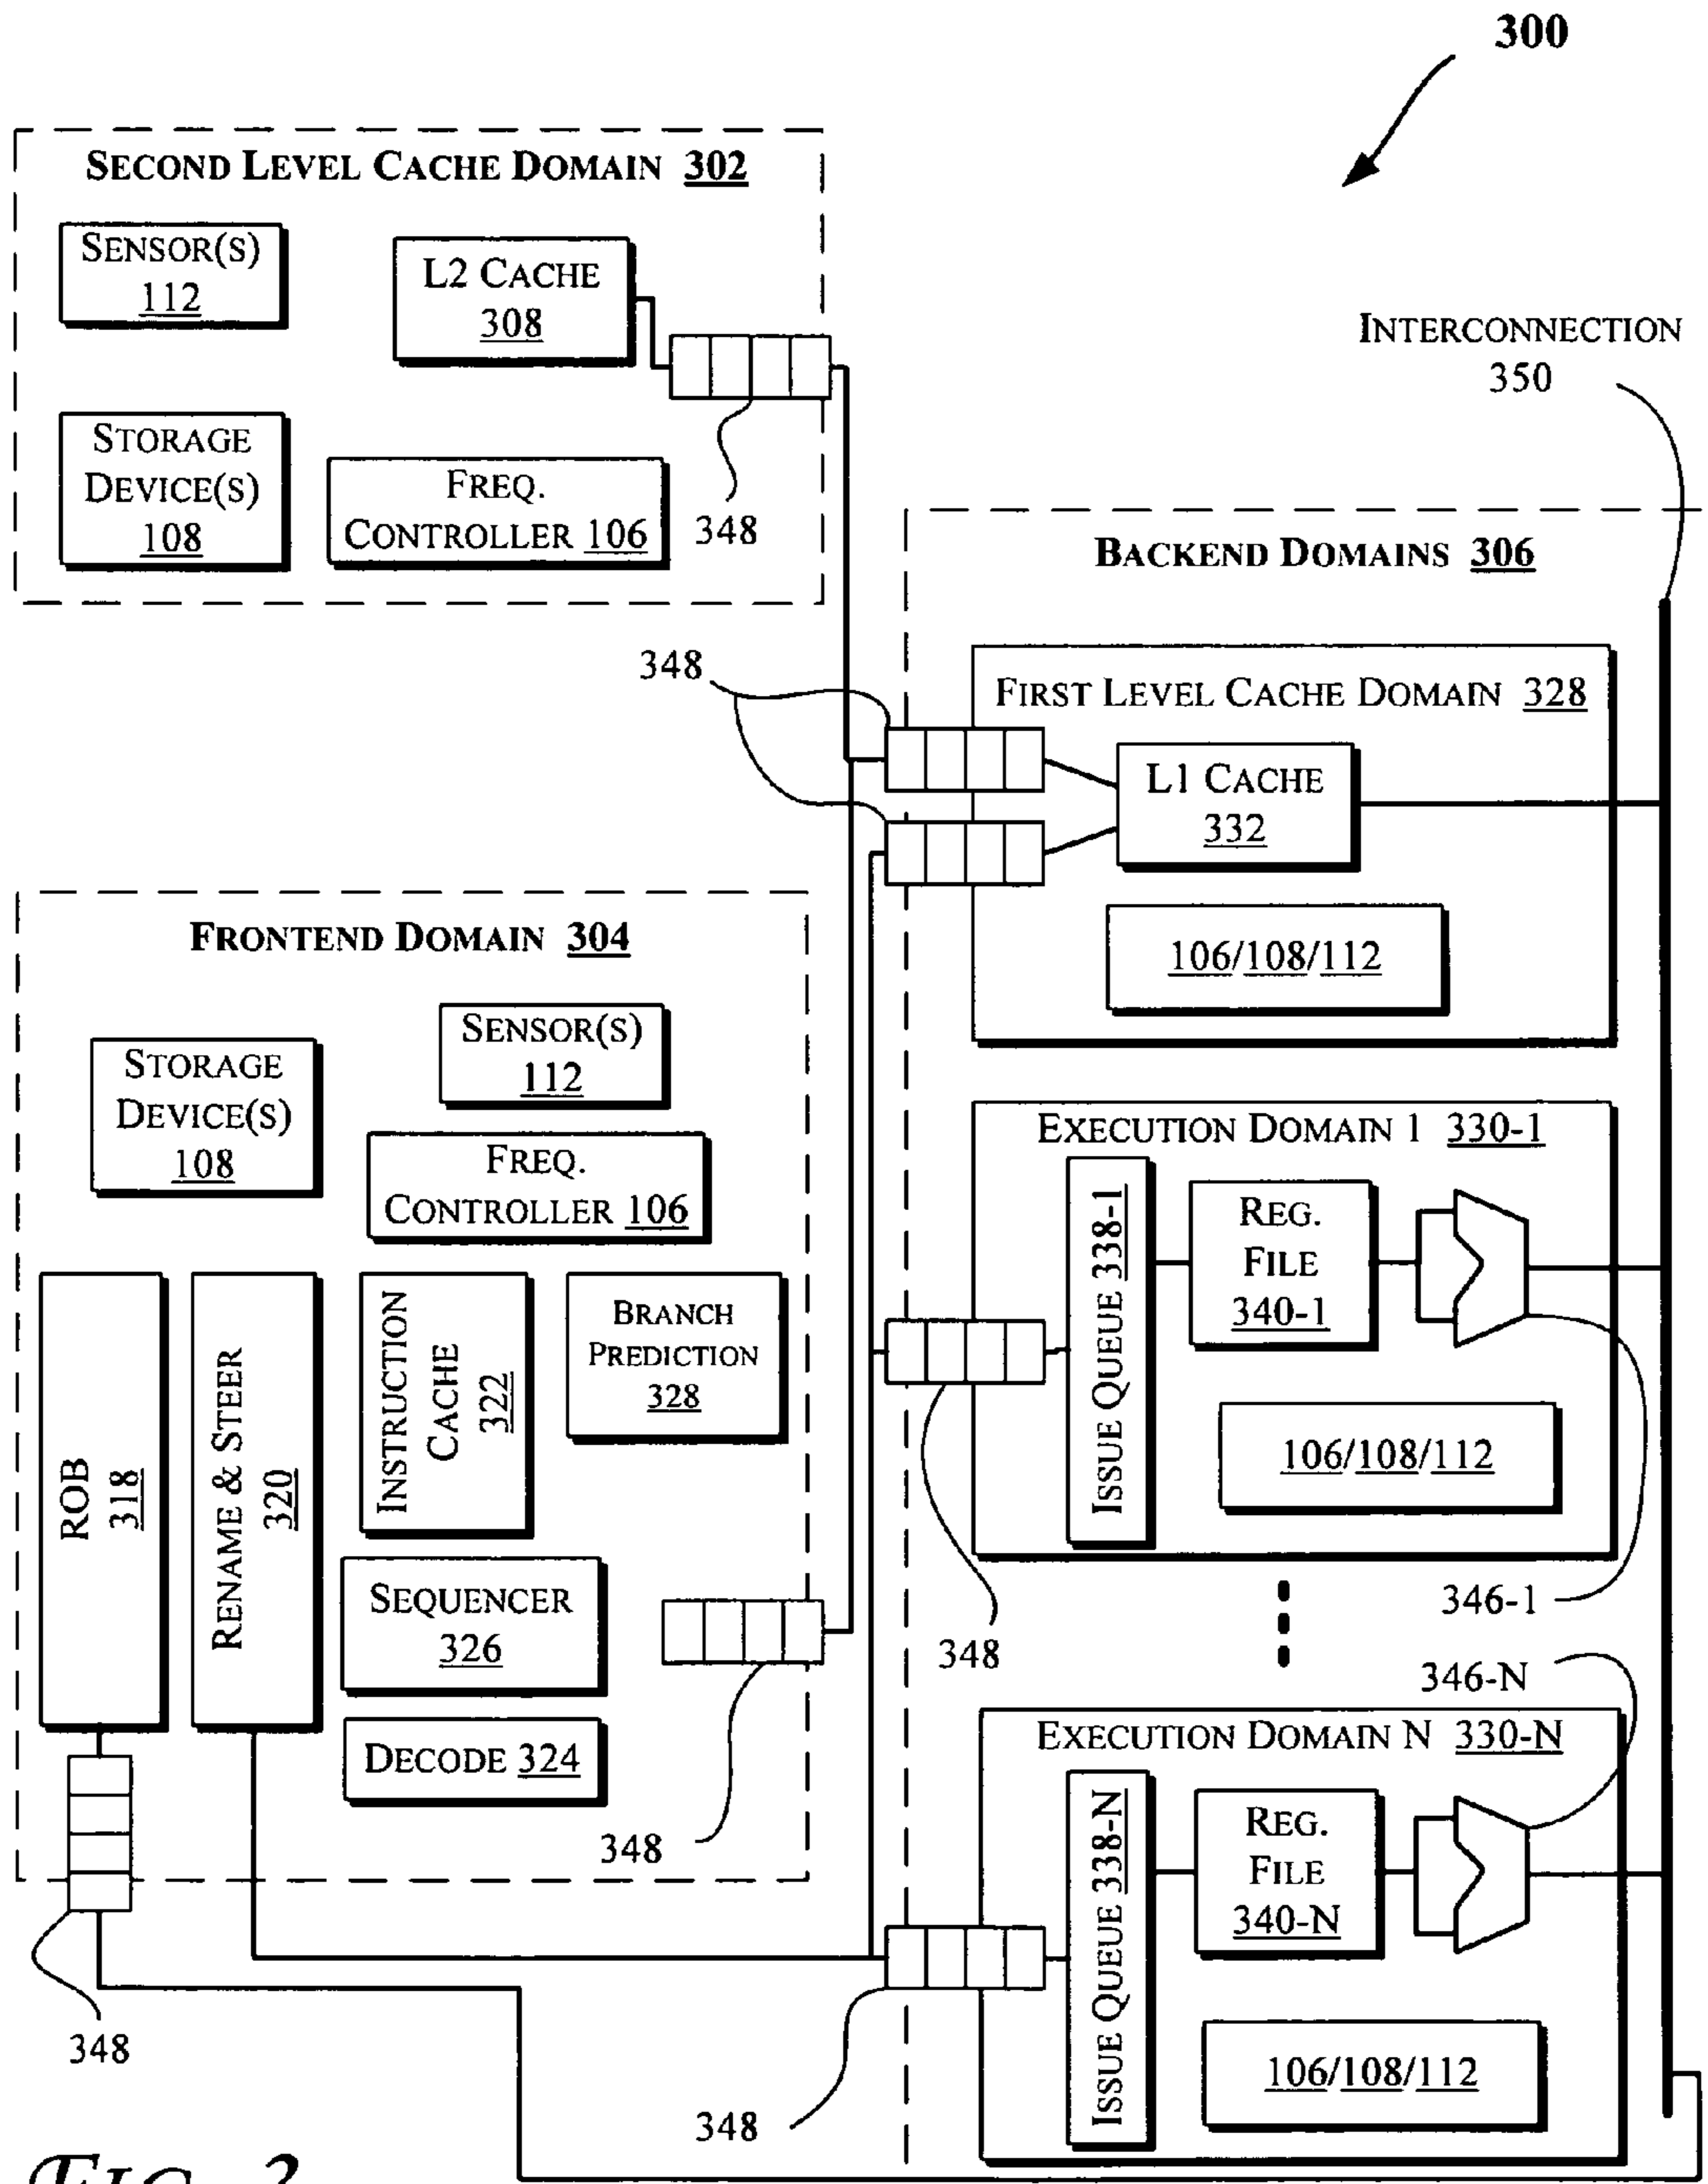 300
SECOND LEVEL CACHE DOMAIN 302
SENSOR(S)
112
L2 CACHE
308
STORAGE
DEVICE(S)
108
FREQ.
CONTROLLER 106
348
INTERCONNECTION
350
BACKEND DOMAINS 306
348
FIRST LEVEL CACHE DOMAIN 328
L1 CACHE
332
106/108/112
FRONTEND DOMAIN 304
STORAGE
DEVICE(S)
108
SENSOR(S)
112
FREQ.
CONTROLLER 106
ROB
318
RENAME & STEER
320
INSTRUCTION
CACHE
322
BRANCH
PREDICTION
328
SEQUENCER
326
DECODE 324
348
348
EXECUTION DOMAIN 1 330-1
ISSUE QUEUE 338-1
REG.
FILE
340-1
106/108/112
348
346-1
346-N
EXECUTION DOMAIN N 330-N
ISSUE QUEUE 338-N
REG.
FILE
340-N
106/108/112
348
FIG. 3